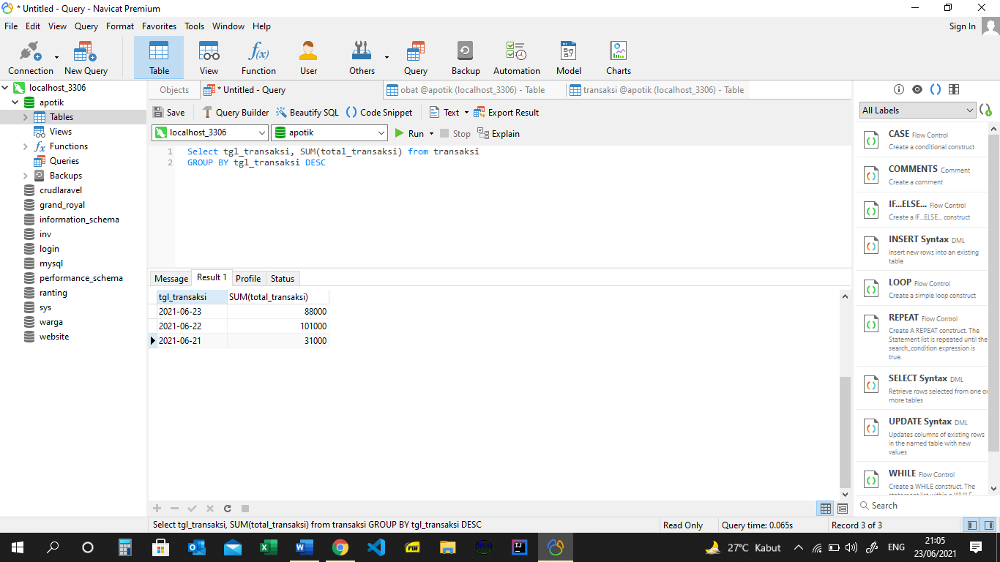 * Untitled - Query - Navicat Premium
File Edit View Query Format Favorites Tools Window Help
Sign In
Connection New Query Table View Function User Others Query Backup Automation Model Charts
f(x)
localhost_3306
apotik
Tables
Views
Functions
Queries
Backups
crudlaravel
grand_royal
information_schema
inv
login
mysql
performance_schema
ranting
sys
warga
website
Objects * Untitled - Query obat @apotik (localhost_3306) - Table transaksi @apotik (localhost_3306) - Table
Save Query Builder Beautify SQL () Code Snippet Text Export Result
localhost_3306 apotik Run Stop Explain
1 Select tgl_transaksi, SUM(total_transaksi) from transaksi
2 GROUP BY tgl_transaksi DESC
Message Result 1 Profile Status
tgl_transaksi SUM(total_transaksi)
2021-06-23 88000
2021-06-22 101000
2021-06-21 31000
All Labels
CASE Flow Control
Create a conditional construct
COMMENTS Comment
Create a comment
IF...ELSE... Flow Control
Create a IF...ELSE... construct
INSERT Syntax DML
Insert new rows into an existing
table
LOOP Flow Control
Create a simple loop construct
REPEAT Flow Control
Create A REPEAT construct. The
Statement list is repeated until the
search_condition expression is
true.
SELECT Syntax DML
Retrieve rows selected from one or
more tables
UPDATE Syntax DML
Updates columns of existing rows
in the named table with new
values
WHILE Flow Control
Create a WHILE construct. The
statement list within a WHILE
Search
Select tgl_transaksi, SUM(total_transaksi) from transaksi GROUP BY tgl_transaksi DESC Read Only Query time: 0.065s Record 3 of 3
27°C Kabut ENG 21:05
23/06/2021